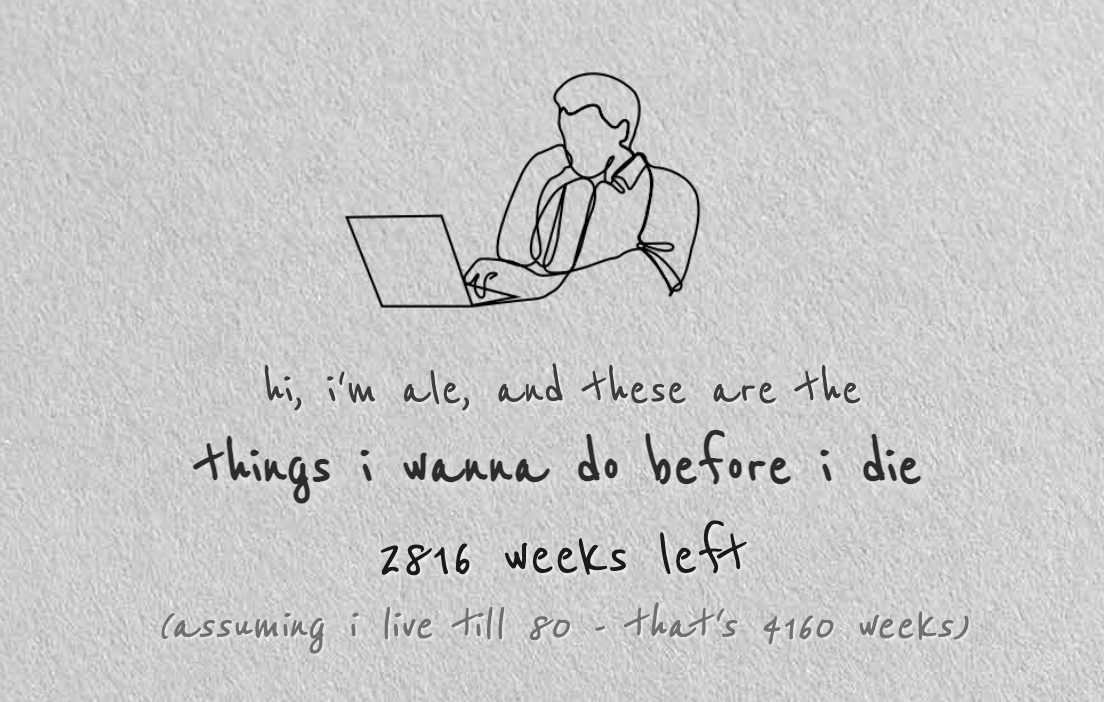 hi, i'm ale, and these are the
things i wanna do before i die
2816 weeks left
(assuming i live till 80 - that's 4160 weeks)